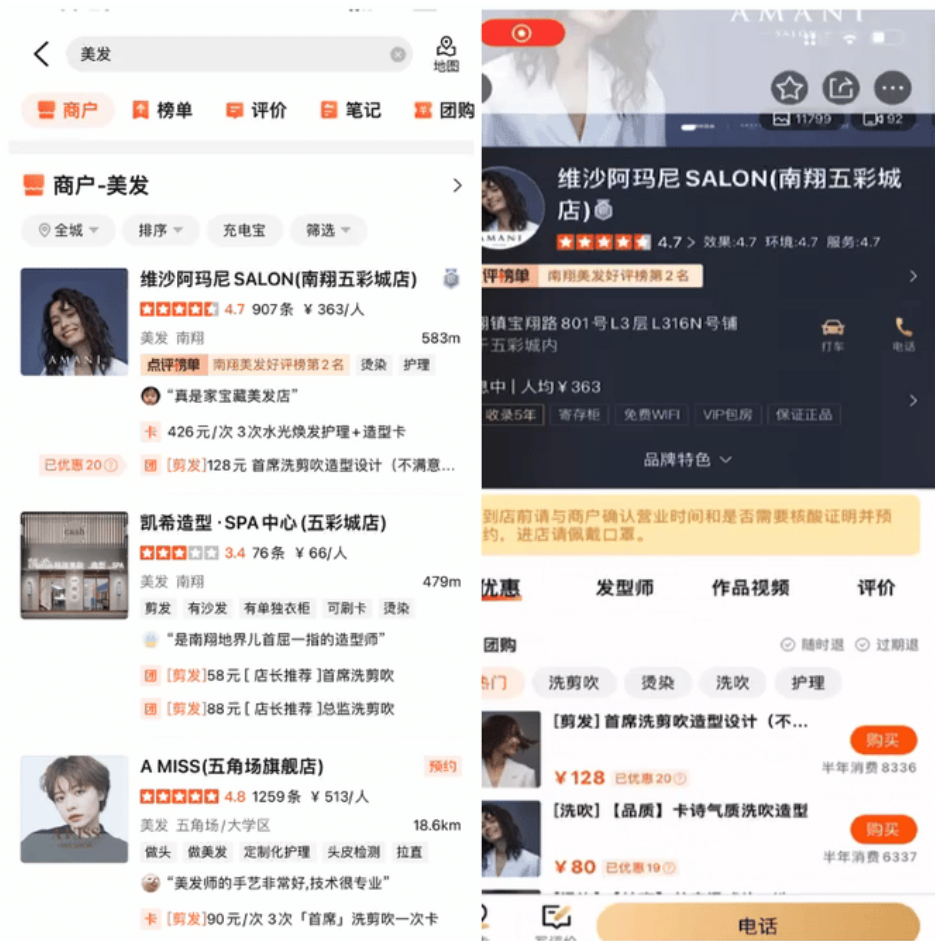 美发
地图
商户
榜单
评价
笔记
团购
商户-美发
全城
排序
充电宝
筛选
维沙阿玛尼SALON(南翔五彩城店)
4.7 907条 ¥363/人
美发 南翔
583m
AMANI
点评榜单 南翔美发好评榜第2名 烫染 护理
“真是家宝藏美发店”
卡 426元/次 3次水光焕发护理+造型卡
已优惠20
团 [剪发]128元 首席洗剪吹造型设计（不满意...
凯希造型·SPA中心(五彩城店)
cash
3.4 76条 ¥66/人
美发 南翔
479m
剪发 有沙发 有单独衣柜 可刷卡 烫染
“是南翔地界儿首屈一指的造型师”
团 [剪发]58元[店长推荐]首席洗剪吹
团 [剪发]88元[店长推荐]总监洗剪吹
A MISS(五角场旗舰店)
预约
4.8 1259条 ¥513/人
美发 五角场/大学区
18.6km
做头 做美发 定制化护理 头皮检测 拉直
“美发师的手艺非常好,技术很专业”
卡 [剪发]90元/次 3次「首席」洗剪吹一次卡
AMANI
SALON
11799
92
维沙阿玛尼SALON(南翔五彩城
店)
AMANI
4.7 效果:4.7 环境:4.7 服务:4.7
评榜单 南翔美发好评榜第2名
翔镇宝翔路801号L3层L316N号铺
五彩城内
打车
电话
息中 | 人均¥363
收录5年 寄存柜 免费WIFI VIP包房 保证正品
品牌特色
到店前请与商户确认营业时间和是否需要核酸证明并预
约，进店请佩戴口罩。
优惠
发型师
作品视频
评价
团购
随时退 过期退
热门
洗剪吹
烫染
洗吹
护理
[剪发]首席洗剪吹造型设计（不...
购买
¥128 已优惠20
半年消费8336
[洗吹]【品质】卡诗气质洗吹造型
购买
¥80 已优惠19
半年消费6337
电话